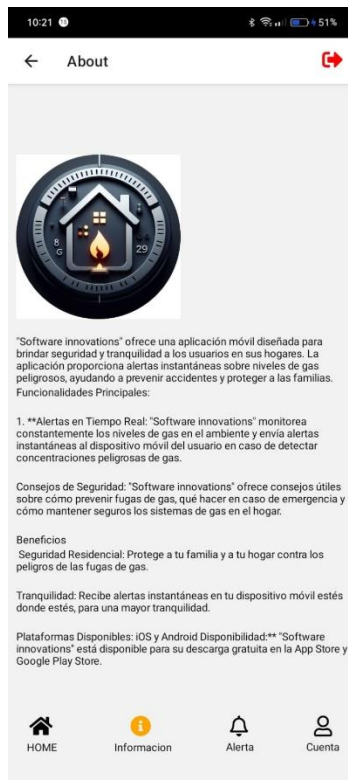 10:21
51%
About
8
G
29
"Software innovations" ofrece una aplicación móvil diseñada para
brindar seguridad y tranquilidad a los usuarios en sus hogares. La
aplicación proporciona alertas instantáneas sobre niveles de gas
peligrosos, ayudando a prevenir accidentes y proteger a las familias.
Funcionalidades Principales:
1. **Alertas en Tiempo Real: "Software innovations" monitorea
constantemente los niveles de gas en el ambiente y envía alertas
instantáneas al dispositivo móvil del usuario en caso de detectar
concentraciones peligrosas de gas.
Consejos de Seguridad: "Software innovations" ofrece consejos útiles
sobre cómo prevenir fugas de gas, qué hacer en caso de emergencia y
cómo mantener seguros los sistemas de gas en el hogar.
Beneficios
Seguridad Residencial: Protege a tu familia y a tu hogar contra los
peligros de las fugas de gas.
Tranquilidad: Recibe alertas instantáneas en tu dispositivo móvil estés
donde estés, para una mayor tranquilidad.
Plataformas Disponibles: iOS y Android Disponibilidad:** "Software
innovations" está disponible para su descarga gratuita en la App Store y
Google Play Store.
HOME Informacion Alerta Cuenta